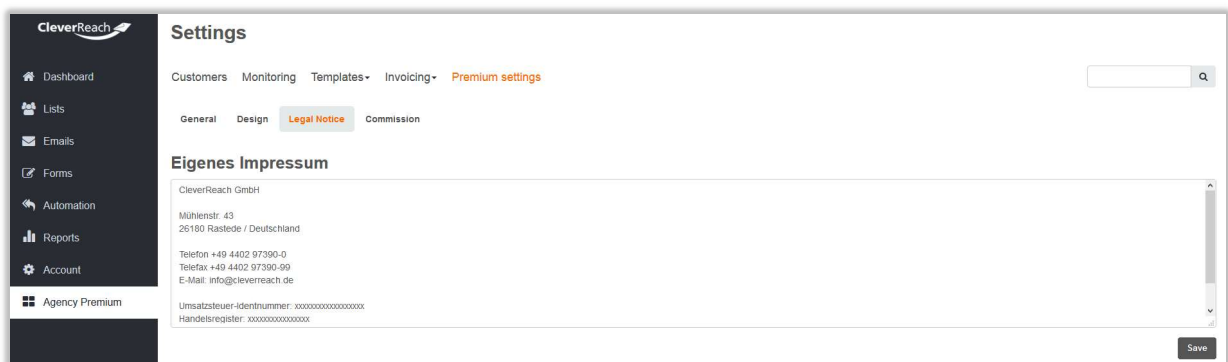 CleverReach
Settings
Dashboard
Lists
Emails
Forms
Automation
Reports
Account
Agency Premium
Customers Monitoring Templates Invoicing Premium settings
General Design Legal Notice Commission
Eigenes Impressum
CleverReach GmbH
Mühlenstr. 43
26180 Rastede / Deutschland
Telefon +49 4402 97390-0
Telefax +49 4402 97390-99
E-Mail: info@cleverreach.de
Umsatzsteuer-Identnummer: xxxxxxxxxxxxxxxxx
Handelsregister: xxxxxxxxxxxxxxx
Save